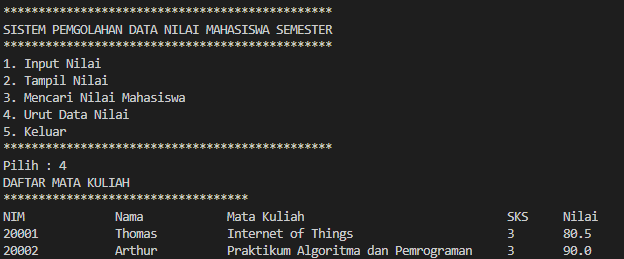 ***********************************************
SISTEM PEMGOLAHAN DATA NILAI MAHASISWA SEMESTER
***********************************************
1. Input Nilai
2. Tampil Nilai
3. Mencari Nilai Mahasiswa
4. Urut Data Nilai
5. Keluar
***********************************************
Pilih : 4
DAFTAR MATA KULIAH
***********************************
NIM Nama Mata Kuliah SKS Nilai
20001 Thomas Internet of Things 3 80.5
20002 Arthur Praktikum Algoritma dan Pemrograman 3 90.0